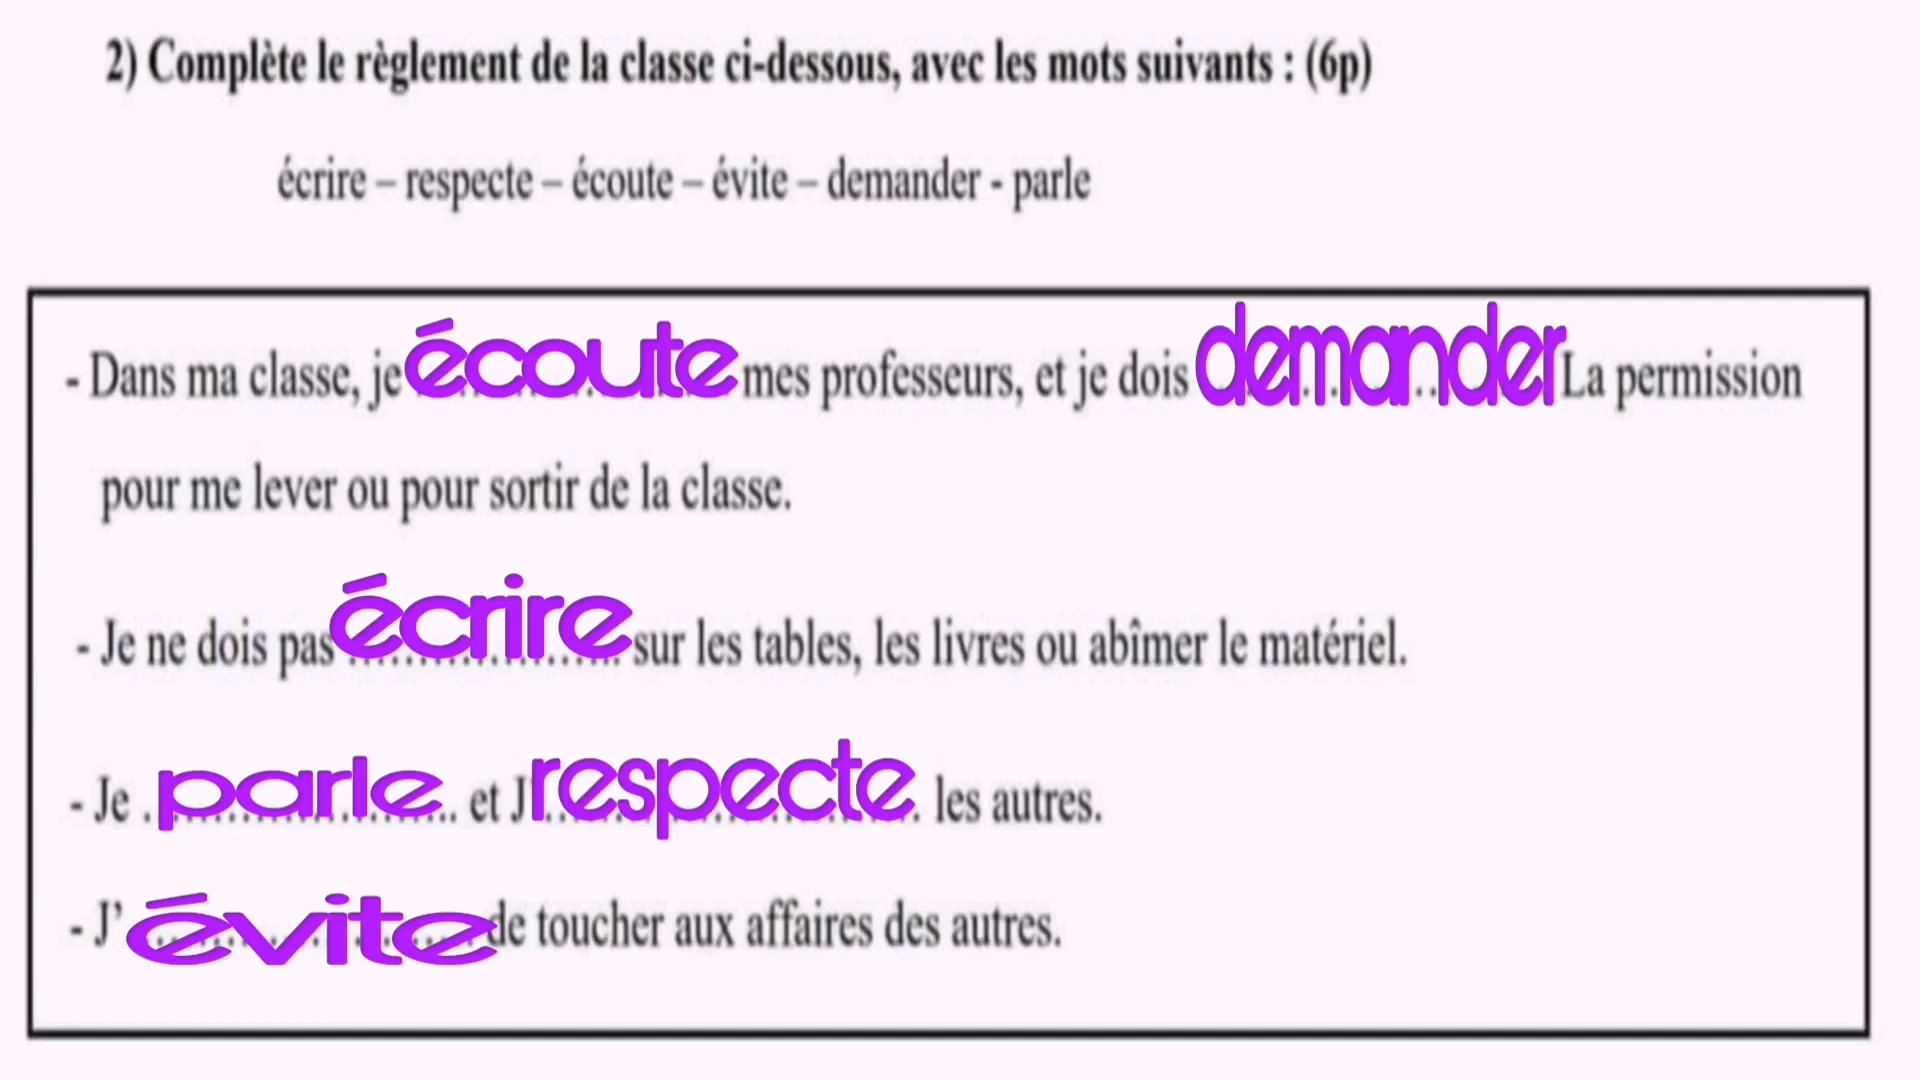 2) Complète le règlement de la classe ci-dessous, avec les mots suivants : (6p)
écrire – respecte – écoute – évite – demander - parle
- Dans ma classe, je écoute mes professeurs, et je dois demander La permission
pour me lever ou pour sortir de la classe.
- Je ne dois pas écrire sur les tables, les livres ou abîmer le matériel.
- Je parle et J respecte les autres.
- J’ évite de toucher aux affaires des autres.